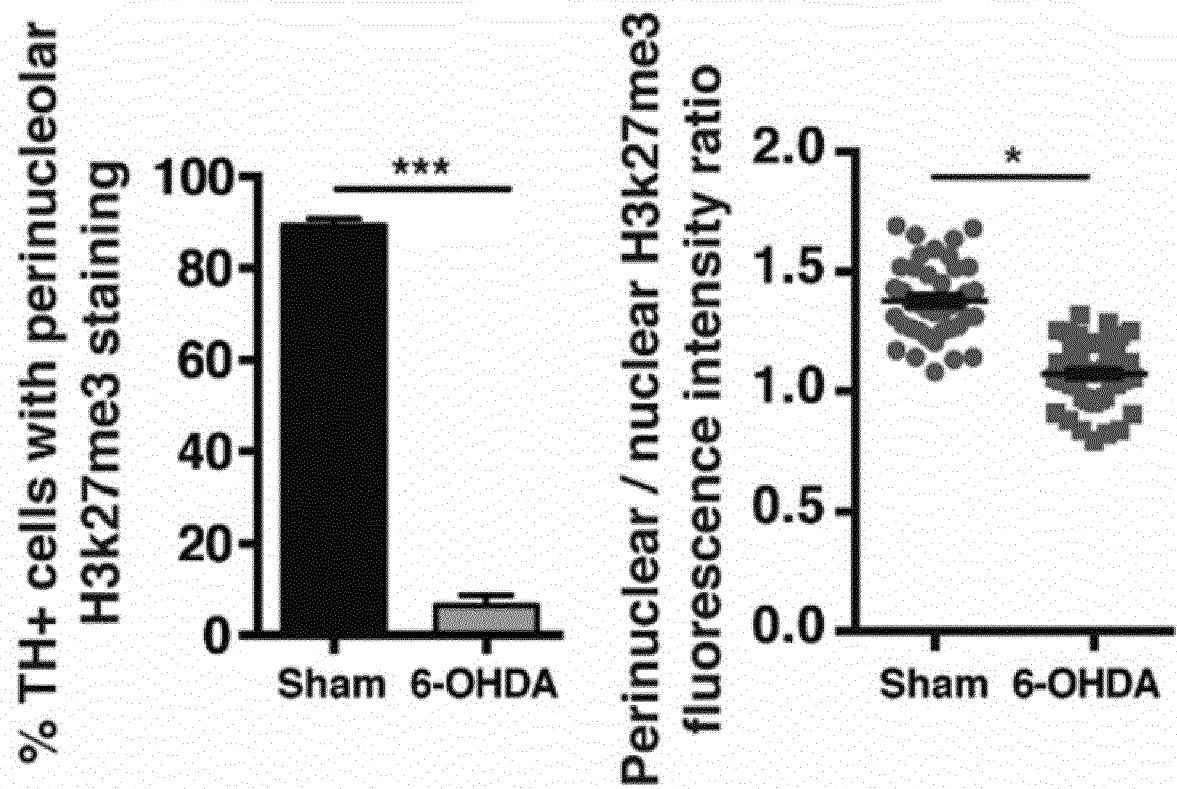 % TH+ cells with perinucleolar
H3k27me3 staining
100
80
60
40
20
0
***
Sham 6-OHDA
Perinuclear / nuclear H3k27me3
fluorescence intensity ratio
2.0
1.5
1.0
0.5
0.0
*
Sham 6-OHDA